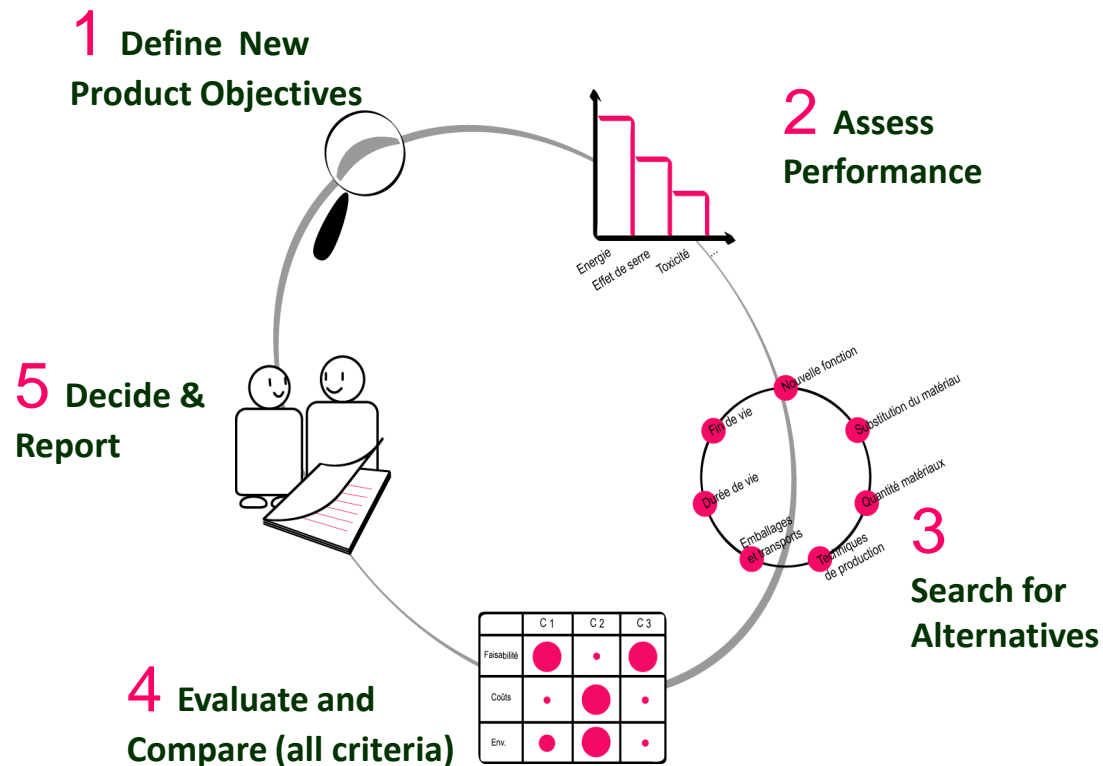 1 Define New
Product Objectives
2 Assess
Performance
Energie
Effet de serre
Toxicité
...
Nouvelle fonction
Substitution du matériau
Quantité matériaux
Techniques
de production
Emballages
et transports
Durée de vie
Fin de vie
3
Search for
Alternatives
C 1 C 2 C 3
Faisabilité
Coûts
Env.
4 Evaluate and
Compare (all criteria)
5 Decide &
Report